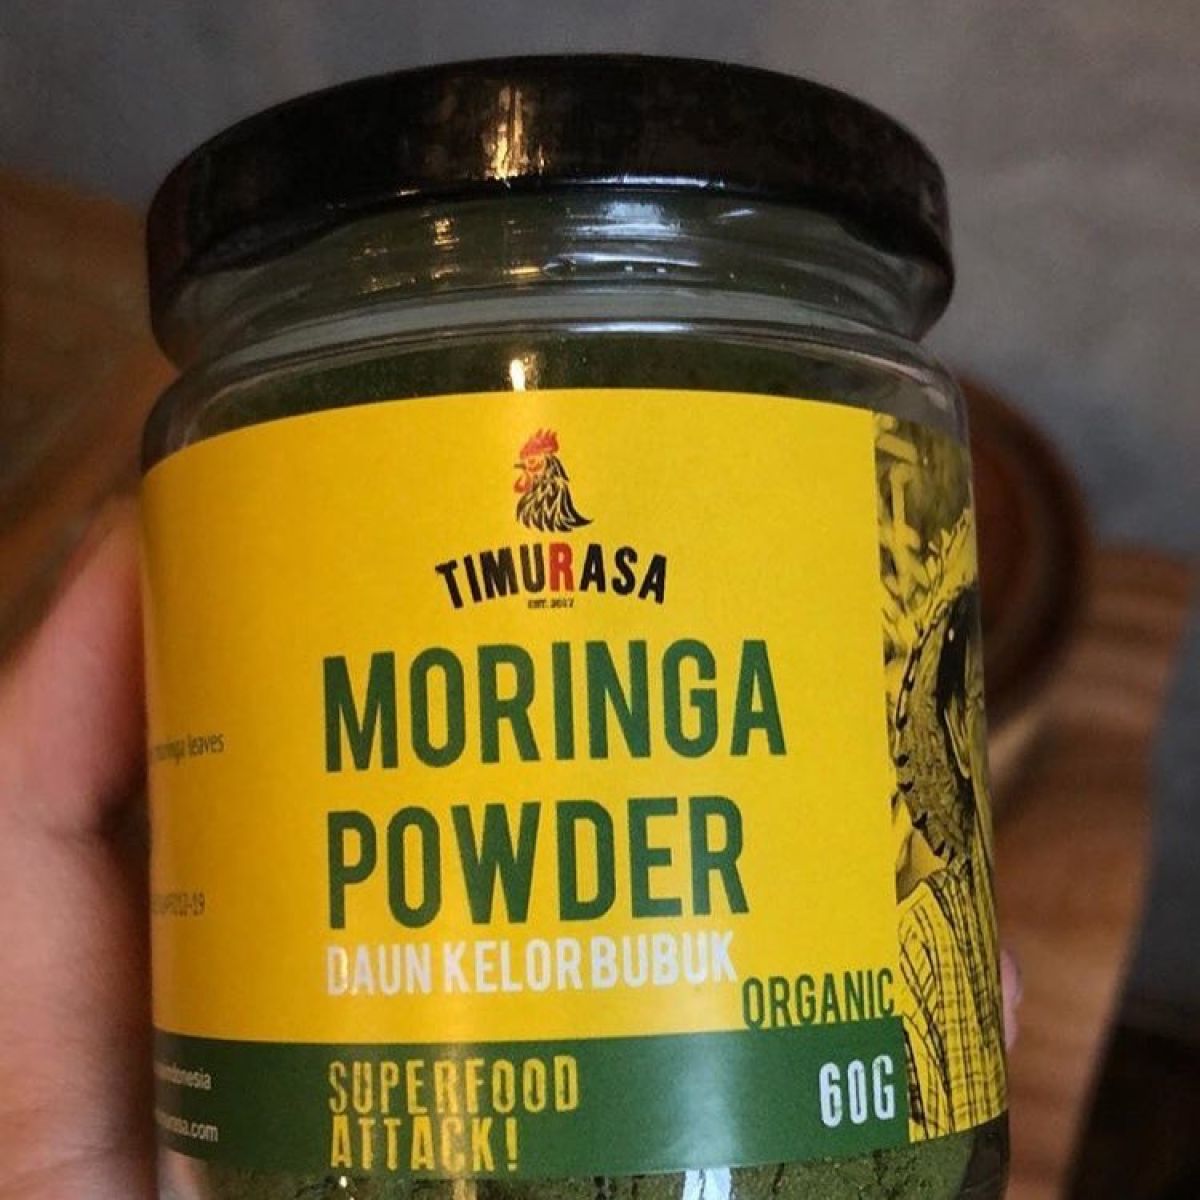 TIMURASA
EST. 2017
MORINGA
POWDER
DAUN KELOR BUBUK
ORGANIC
SUPERFOOD
ATTACK!
60G
moringa leaves